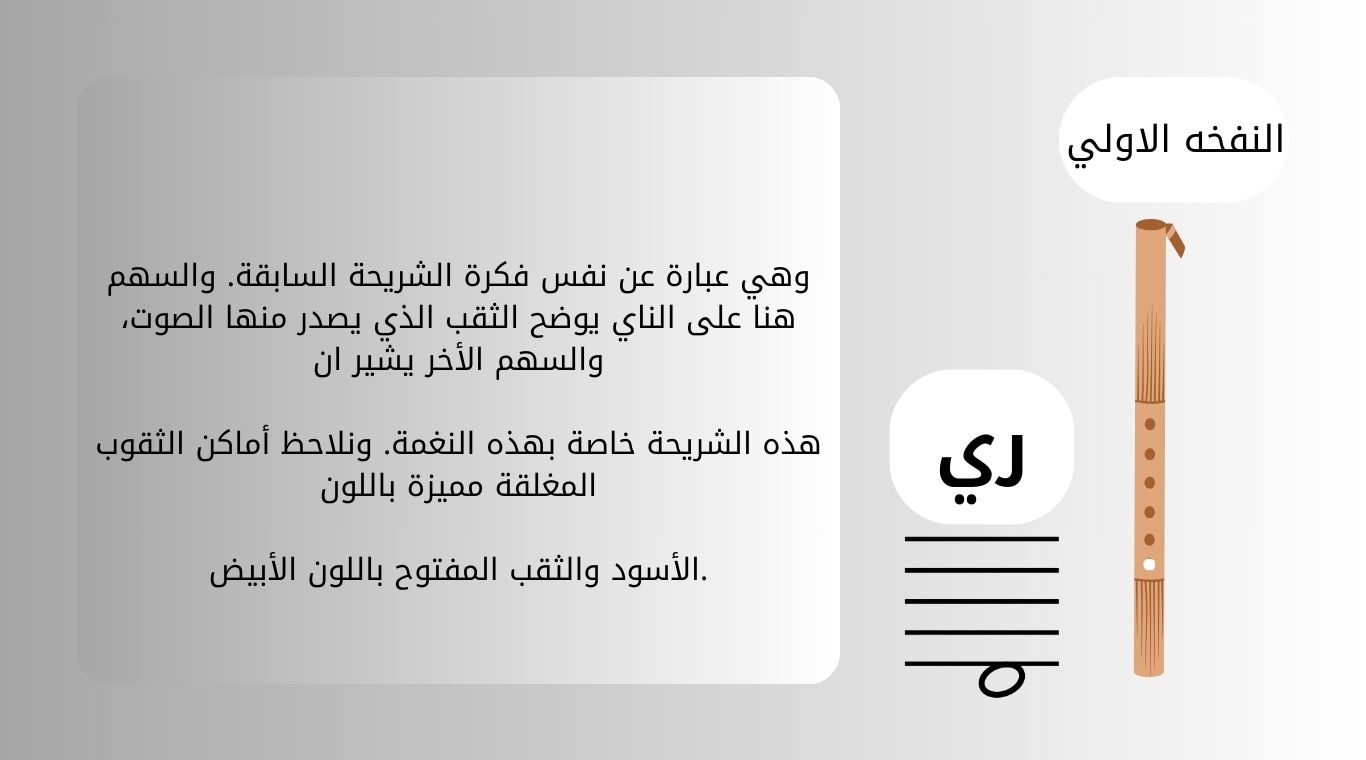 النفخه الاولي
وهي عبارة عن نفس فكرة الشريحة السابقة. والسهم
هنا على الناي يوضح الثقب الذي يصدر منها الصوت،
والسهم الأخر يشير ان
هذه الشريحة خاصة بهذه النغمة. ونلاحظ أماكن الثقوب
المغلقة مميزة باللون
.الأسود والثقب المفتوح باللون الأبيض
ري